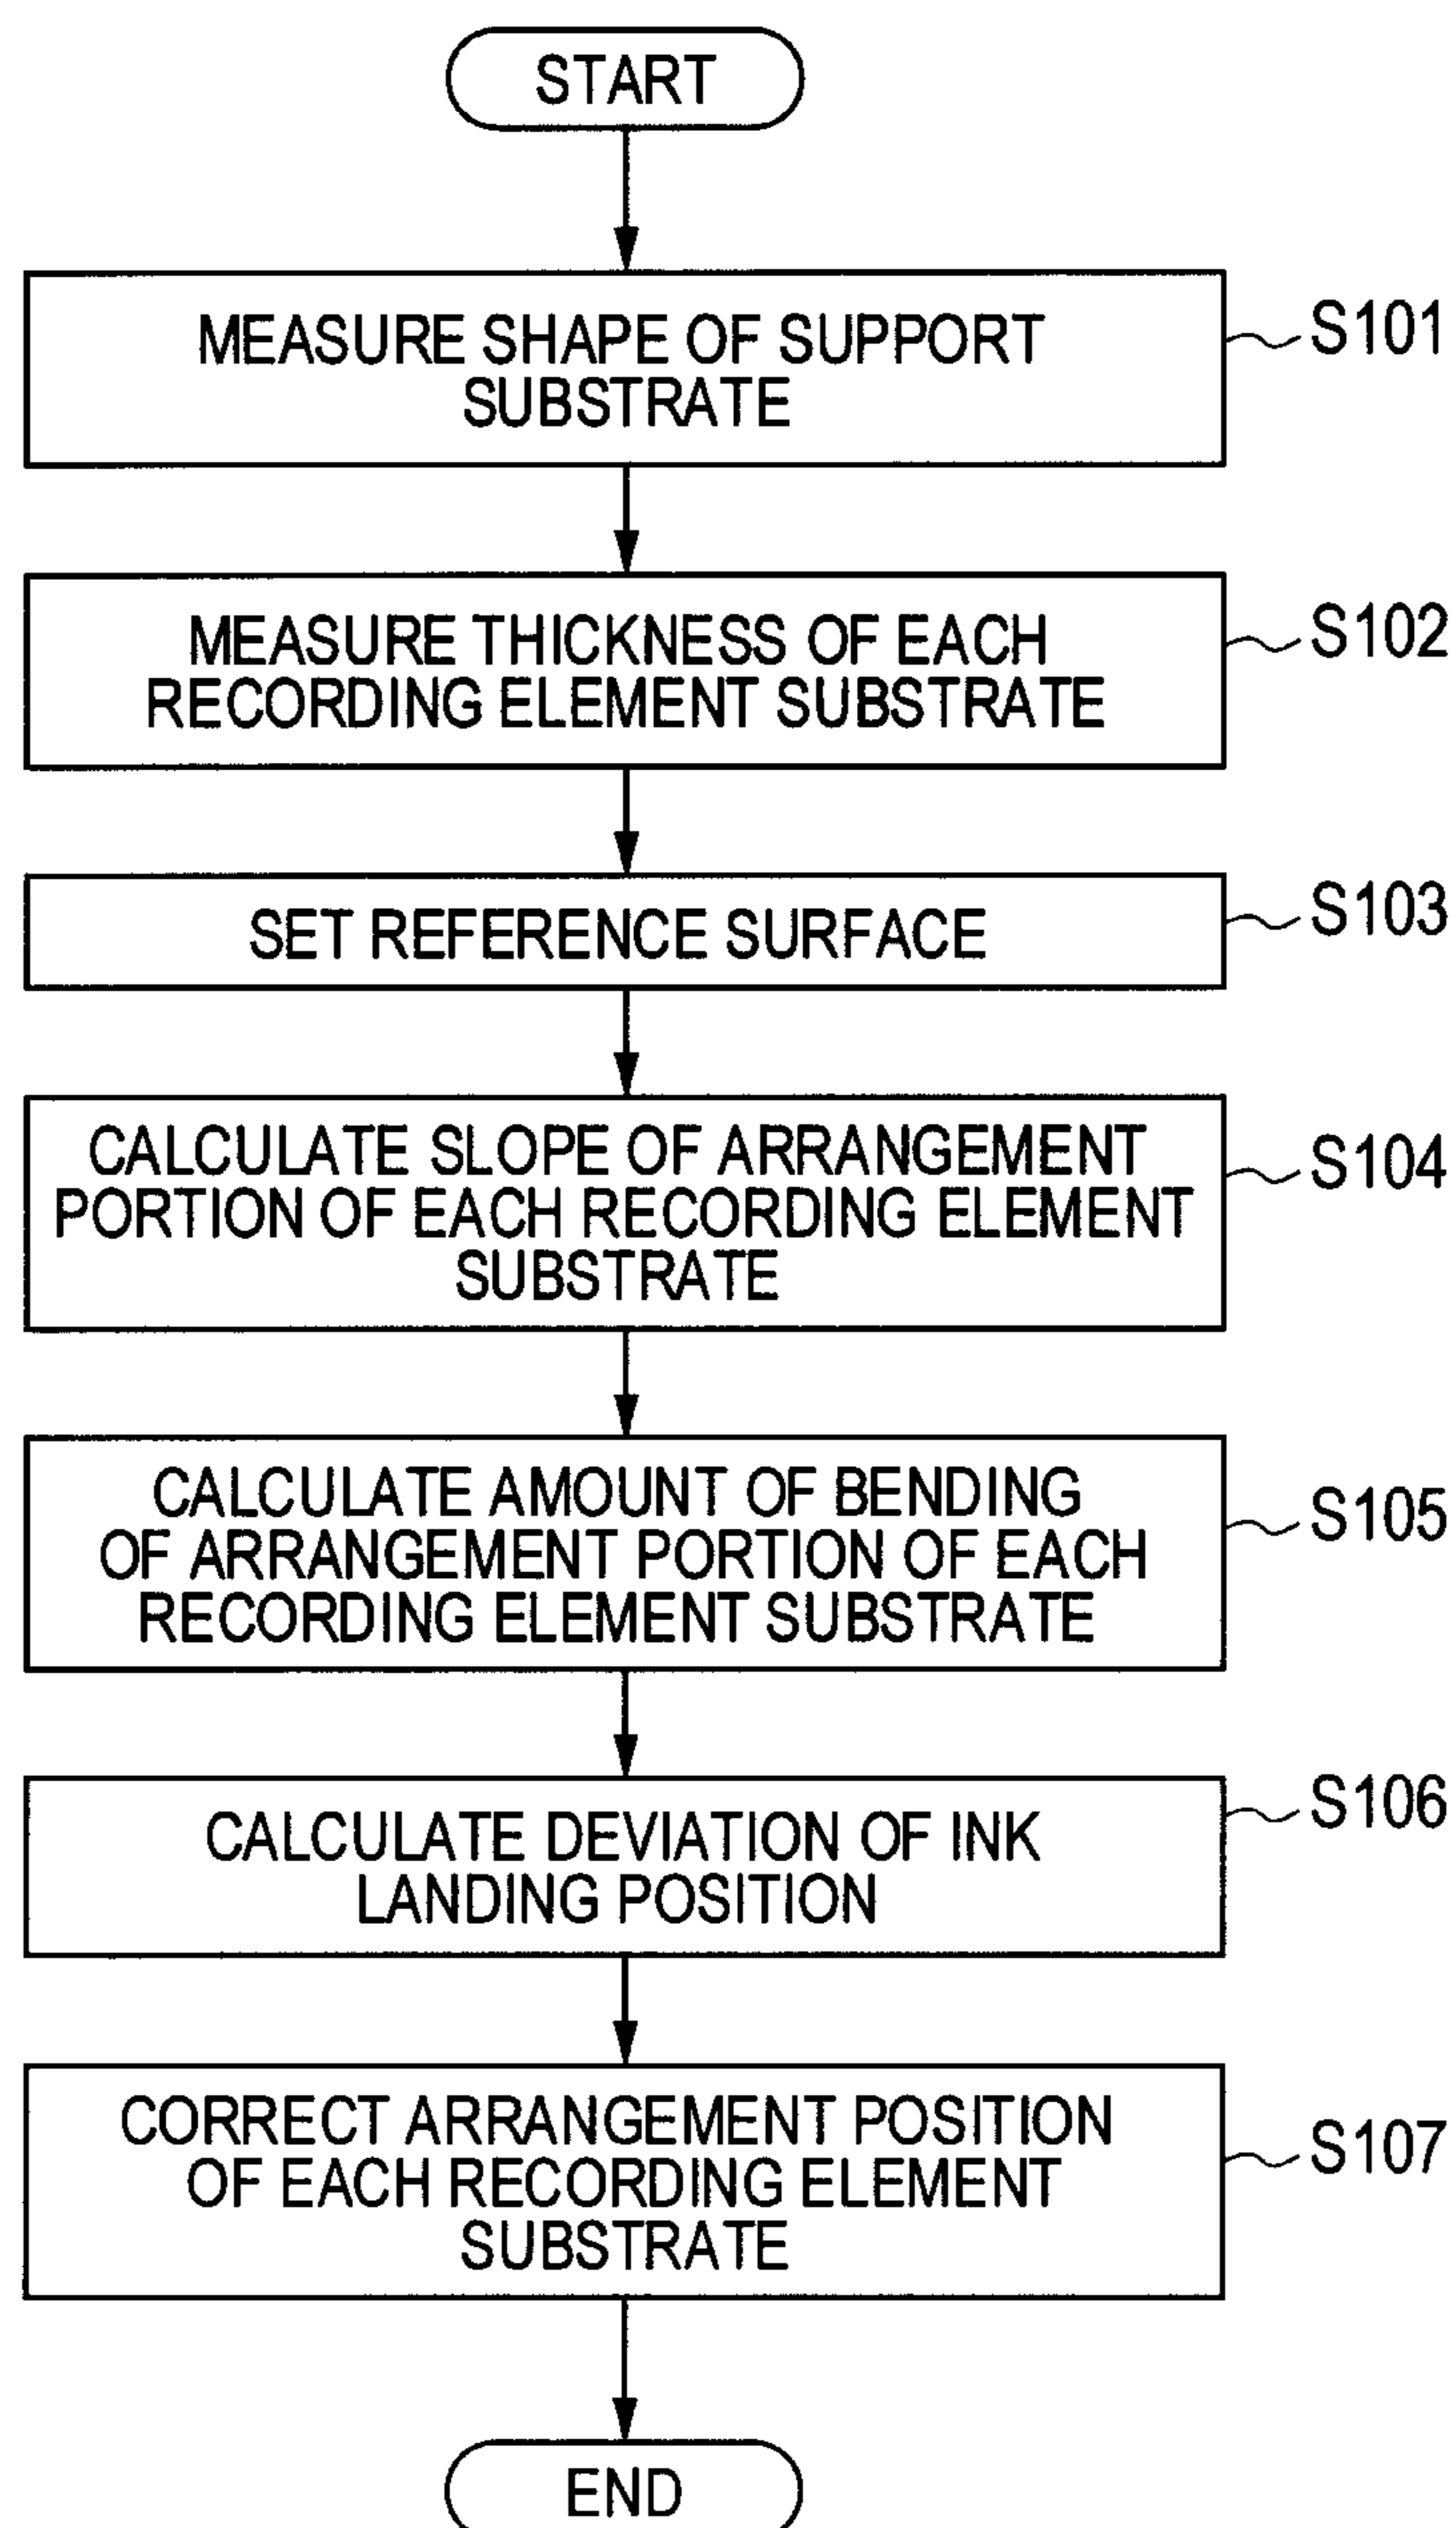 START
MEASURE SHAPE OF SUPPORT
SUBSTRATE
S101
MEASURE THICKNESS OF EACH
RECORDING ELEMENT SUBSTRATE
S102
SET REFERENCE SURFACE
S103
CALCULATE SLOPE OF ARRANGEMENT
PORTION OF EACH RECORDING ELEMENT
SUBSTRATE
S104
CALCULATE AMOUNT OF BENDING
OF ARRANGEMENT PORTION OF EACH
RECORDING ELEMENT SUBSTRATE
S105
CALCULATE DEVIATION OF INK
LANDING POSITION
S106
CORRECT ARRANGEMENT POSITION
OF EACH RECORDING ELEMENT
SUBSTRATE
S107
END